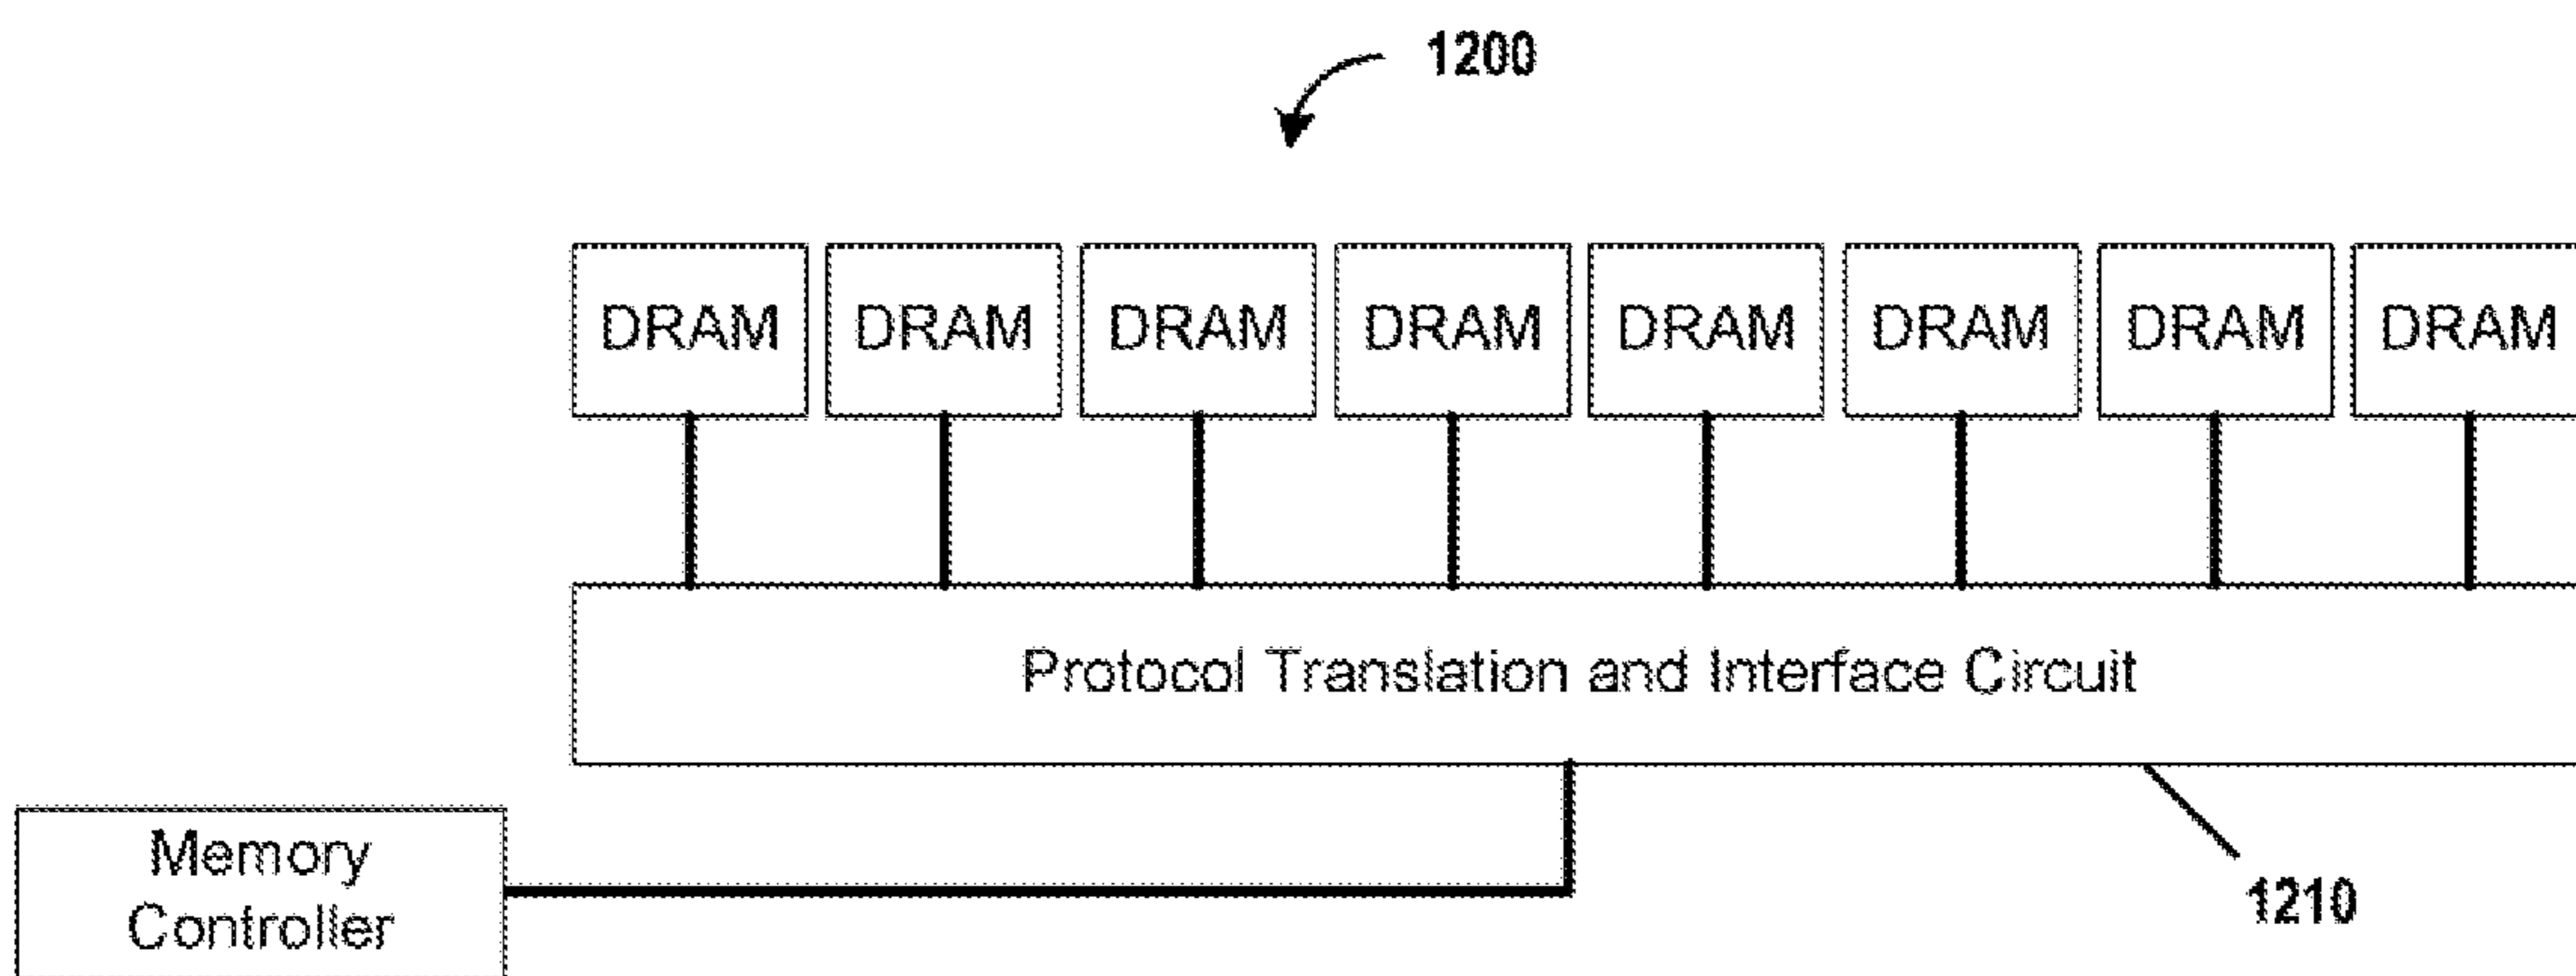 1200
DRAM DRAM DRAM DRAM DRAM DRAM DRAM DRAM
Protocol Translation and Interface Circuit
Memory
Controller
1210